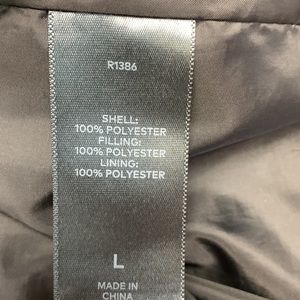 R1386
SHELL:
100% POLYESTER
FILLING:
100% POLYESTER
LINING:
100% POLYESTER
L
MADE IN
CHINA